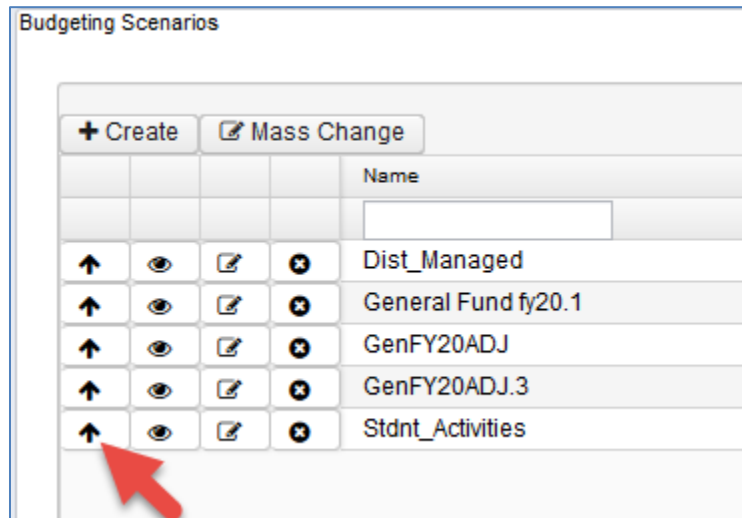 Budgeting Scenarios
Create Mass Change
Name
Dist_Managed
General Fund fy20.1
GenFY20ADJ
GenFY20ADJ.3
Stdnt_Activities